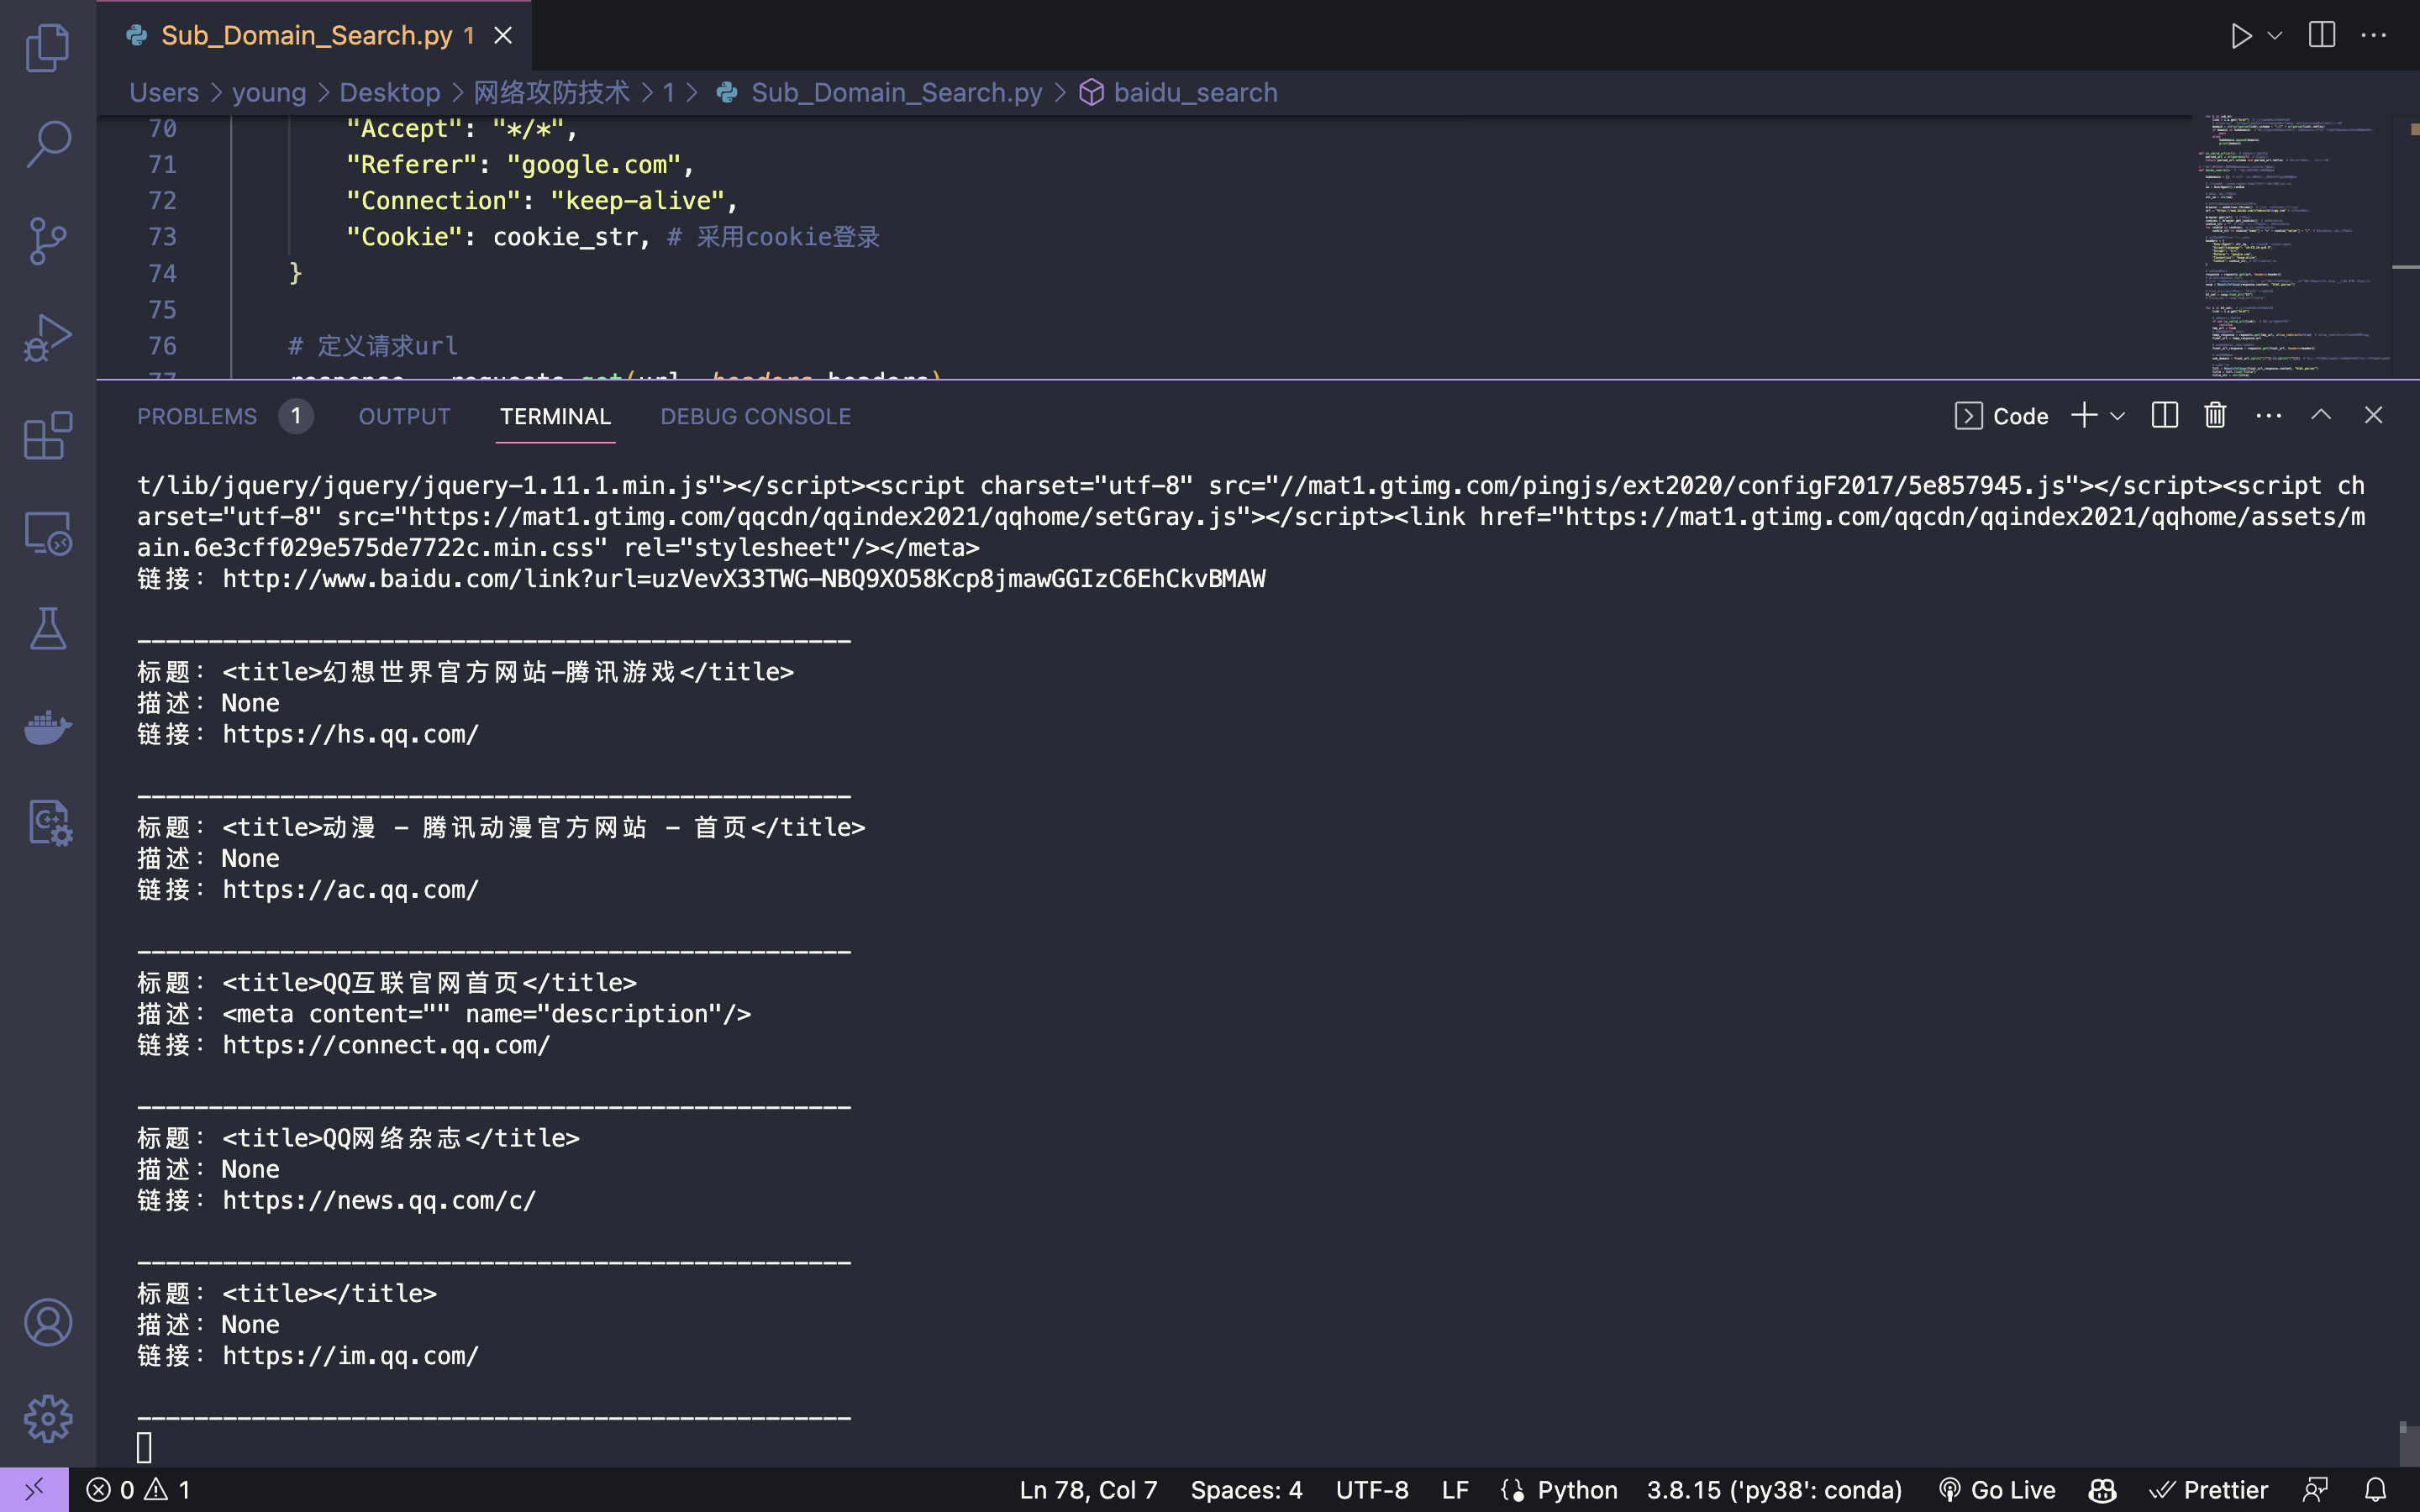 Sub_Domain_Search.py 1
Users > young > Desktop > 网络攻防技术 > 1 > Sub_Domain_Search.py > baidu_search
70 "Accept": "*/*",
71 "Referer": "google.com",
72 "Connection": "keep-alive",
73 "Cookie": cookie_str, # 采用cookie登录
74 }
75
76 # 定义请求url
PROBLEMS 1 OUTPUT TERMINAL DEBUG CONSOLE Code
t/lib/jquery/jquery-1.11.1.min.js"></script><script charset="utf-8" src="//mat1.gtimg.com/pingjs/ext2020/configF2017/5e857945.js"></script><script ch
arset="utf-8" src="https://mat1.gtimg.com/qqcdn/qqindex2021/qqhome/setGray.js"></script><link href="https://mat1.gtimg.com/qqcdn/qqindex2021/qqhome/assets/m
ain.6e3cff029e575de7722c.min.css" rel="stylesheet"/></meta>
链接：http://www.baidu.com/link?url=uzVevX33TWG-NBQ9XO58Kcp8jmawGGIzC6EhCkvBMAW
__________________________________________________
标题：<title>幻想世界官方网站-腾讯游戏</title>
描述：None
链接：https://hs.qq.com/
__________________________________________________
标题：<title>动漫 - 腾讯动漫官方网站 - 首页</title>
描述：None
链接：https://ac.qq.com/
__________________________________________________
标题：<title>QQ互联官网首页</title>
描述：<meta content="" name="description"/>
链接：https://connect.qq.com/
__________________________________________________
标题：<title>QQ网络杂志</title>
描述：None
链接：https://news.qq.com/c/
__________________________________________________
标题：<title></title>
描述：None
链接：https://im.qq.com/
__________________________________________________
0 1 Ln 78, Col 7 Spaces: 4 UTF-8 LF Python 3.8.15 ('py38': conda) Go Live Prettier